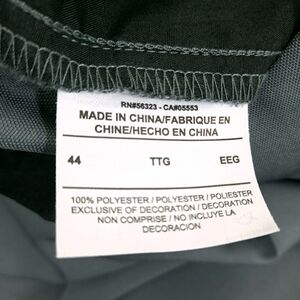 RN#56323 - CA#05553
MADE IN CHINA/FABRIQUE EN
CHINE/HECHO EN CHINA
44 TTG EEG
100% POLYESTER / POLYESTER / POLIESTER
EXCLUSIVE OF DECORATION / DECORATION
NON COMPRISE / NO INCLUYE LA
DECORACION